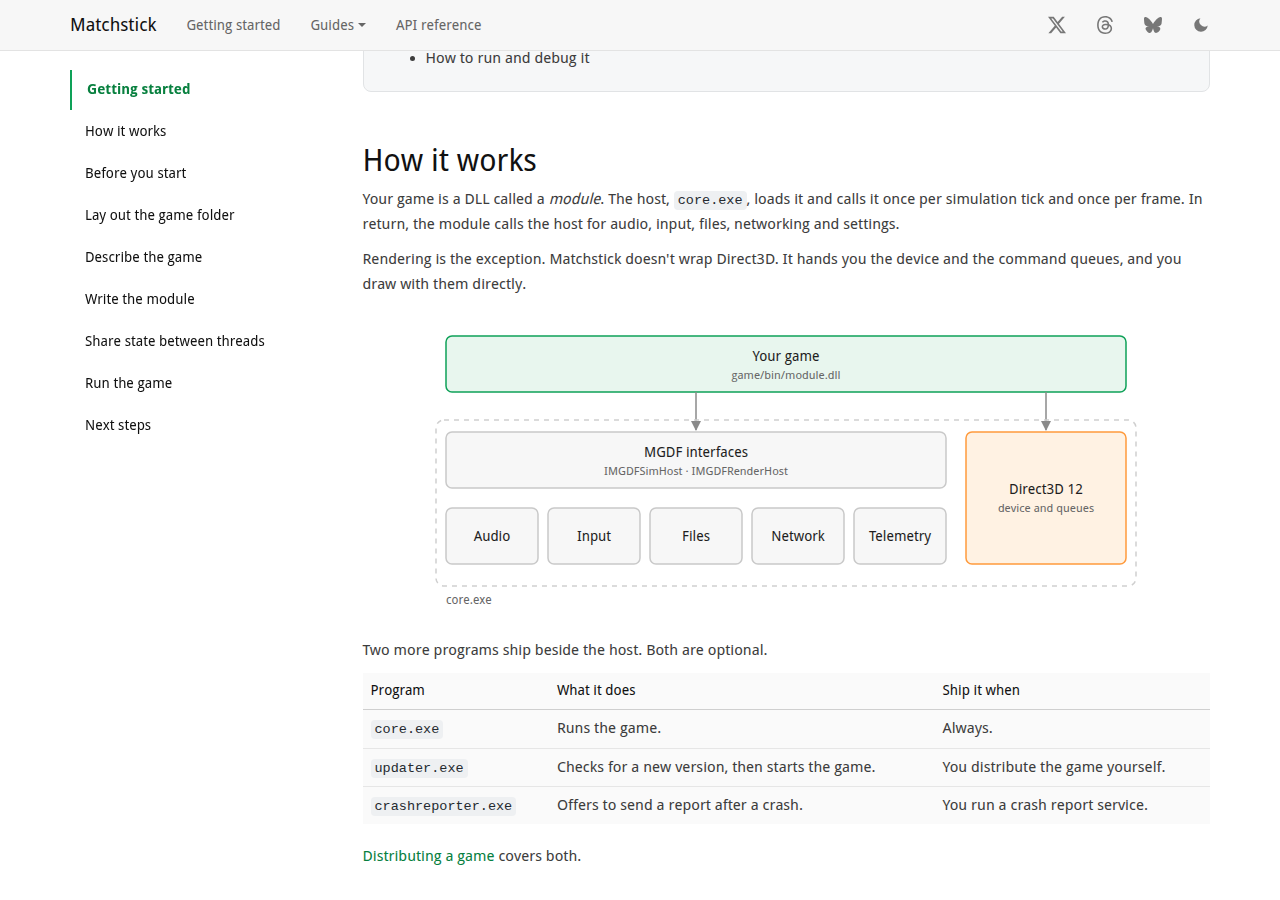 Matchstick Getting started Guides API reference
How to run and debug it
Getting started
How it works
Before you start
Lay out the game folder
Describe the game
Write the module
Share state between threads
Run the game
Next steps
How it works
Your game is a DLL called a module. The host, core.exe, loads it and calls it once per simulation tick and once per frame. In
return, the module calls the host for audio, input, files, networking and settings.
Rendering is the exception. Matchstick doesn't wrap Direct3D. It hands you the device and the command queues, and you
draw with them directly.
Your game
game/bin/module.dll
MGDF interfaces
IMGDFSimHost · IMGDFRenderHost
Direct3D 12
device and queues
Audio Input Files Network Telemetry
core.exe
Two more programs ship beside the host. Both are optional.
Program What it does Ship it when
core.exe Runs the game. Always.
updater.exe Checks for a new version, then starts the game. You distribute the game yourself.
crashreporter.exe Offers to send a report after a crash. You run a crash report service.
Distributing a game covers both.